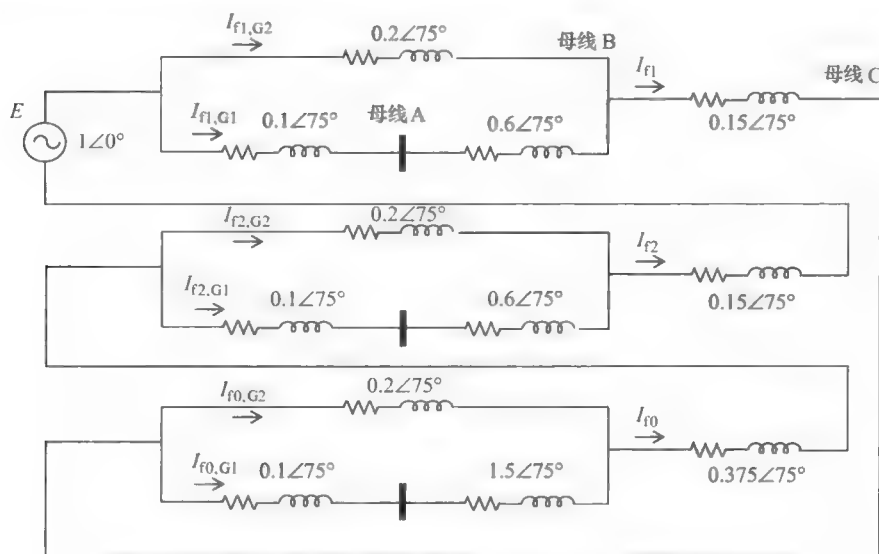 I_{f1,G2}
0.2∠75°
母线 B
I_{f1}
母线 C
E
1∠0°
I_{f1,G1}
0.1∠75°
母线 A
0.6∠75°
0.15∠75°
I_{f2,G2}
0.2∠75°
I_{f2}
I_{f2,G1}
0.1∠75°
0.6∠75°
0.15∠75°
I_{f0,G2}
0.2∠75°
I_{f0}
I_{f0,G1}
0.1∠75°
1.5∠75°
0.375∠75°